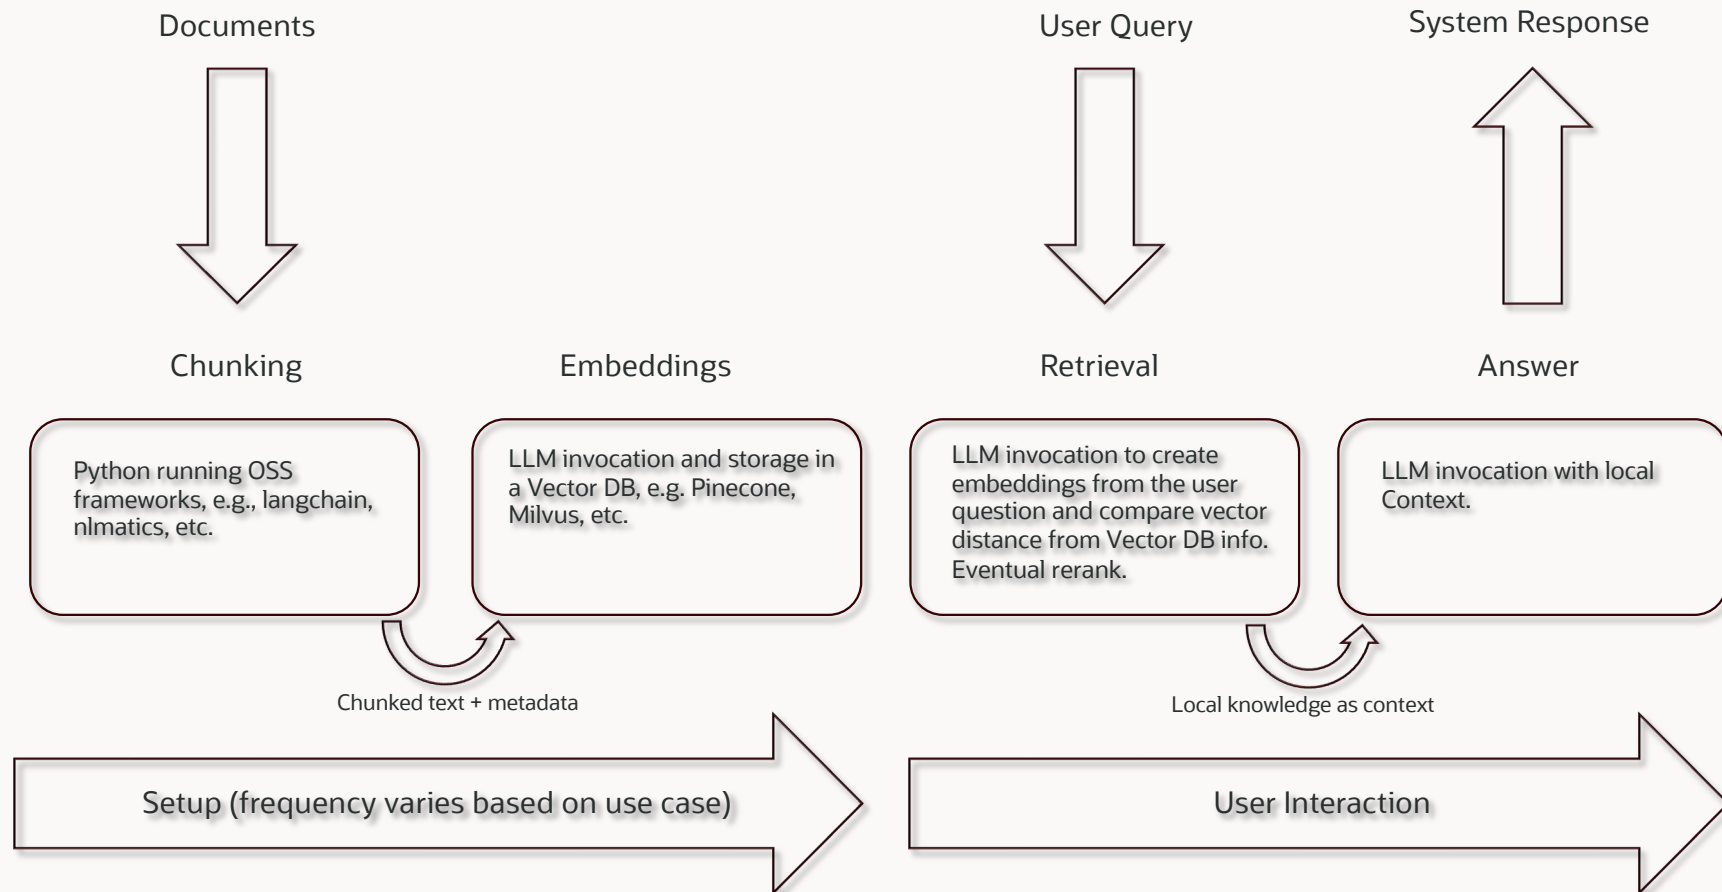 Documents
User Query
System Response
Chunking
Embeddings
Retrieval
Answer
Python running OSS
frameworks, e.g., langchain,
nlmatics, etc.
LLM invocation and storage in
a Vector DB, e.g. Pinecone,
Milvus, etc.
LLM invocation to create
embeddings from the user
question and compare vector
distance from Vector DB info.
Eventual rerank.
LLM invocation with local
Context.
Chunked text + metadata
Local knowledge as context
Setup (frequency varies based on use case)
User Interaction